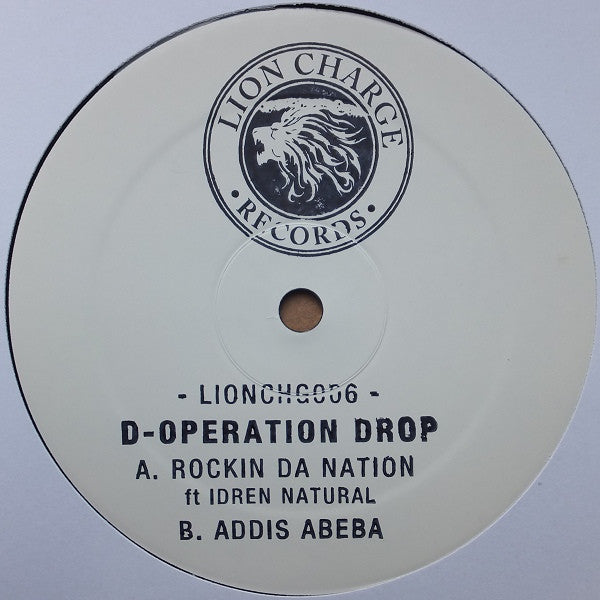 LION CHARGE
• RECORDS •
- LIONCHG006 -
D-OPERATION DROP
A. ROCKIN DA NATION
ft IDREN NATURAL
B. ADDIS ABEBA